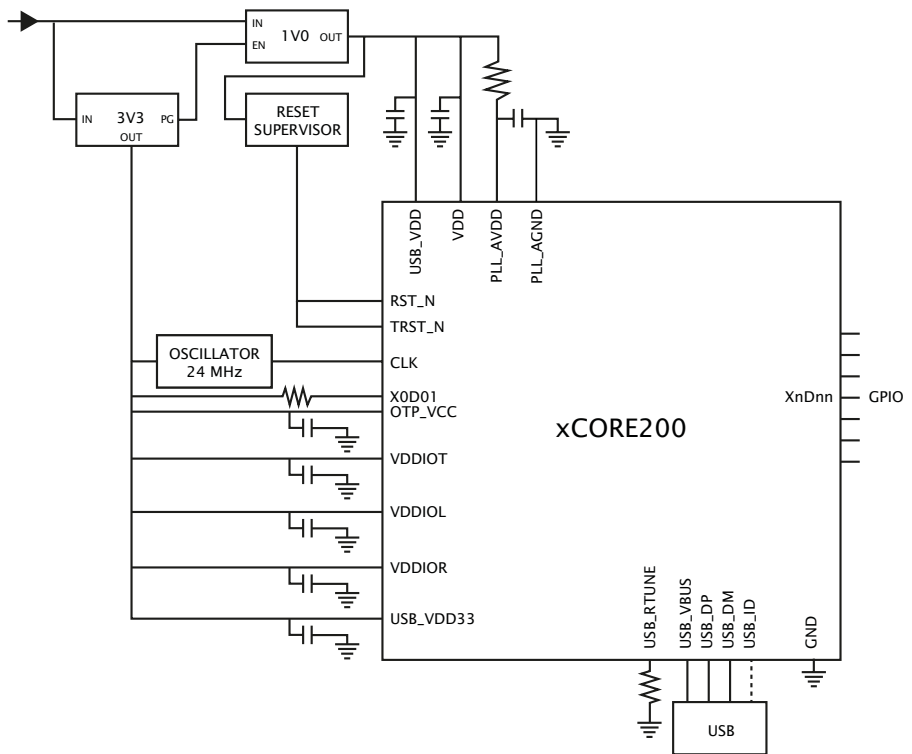 IN
1V0
OUT
EN
IN
3V3
PG
OUT
RESET
SUPERVISOR
USB_VDD
VDD
PLL_AVDD
PLL_AGND
RST_N
TRST_N
OSCILLATOR
24 MHz
CLK
X0D01
OTP_VCC
XnDnn
GPIO
xCORE200
VDDIOT
VDDIOL
VDDIOR
USB_VDD33
USB_RTUNE
USB_VBUS
USB_DP
USB_DM
USB_ID
GND
USB